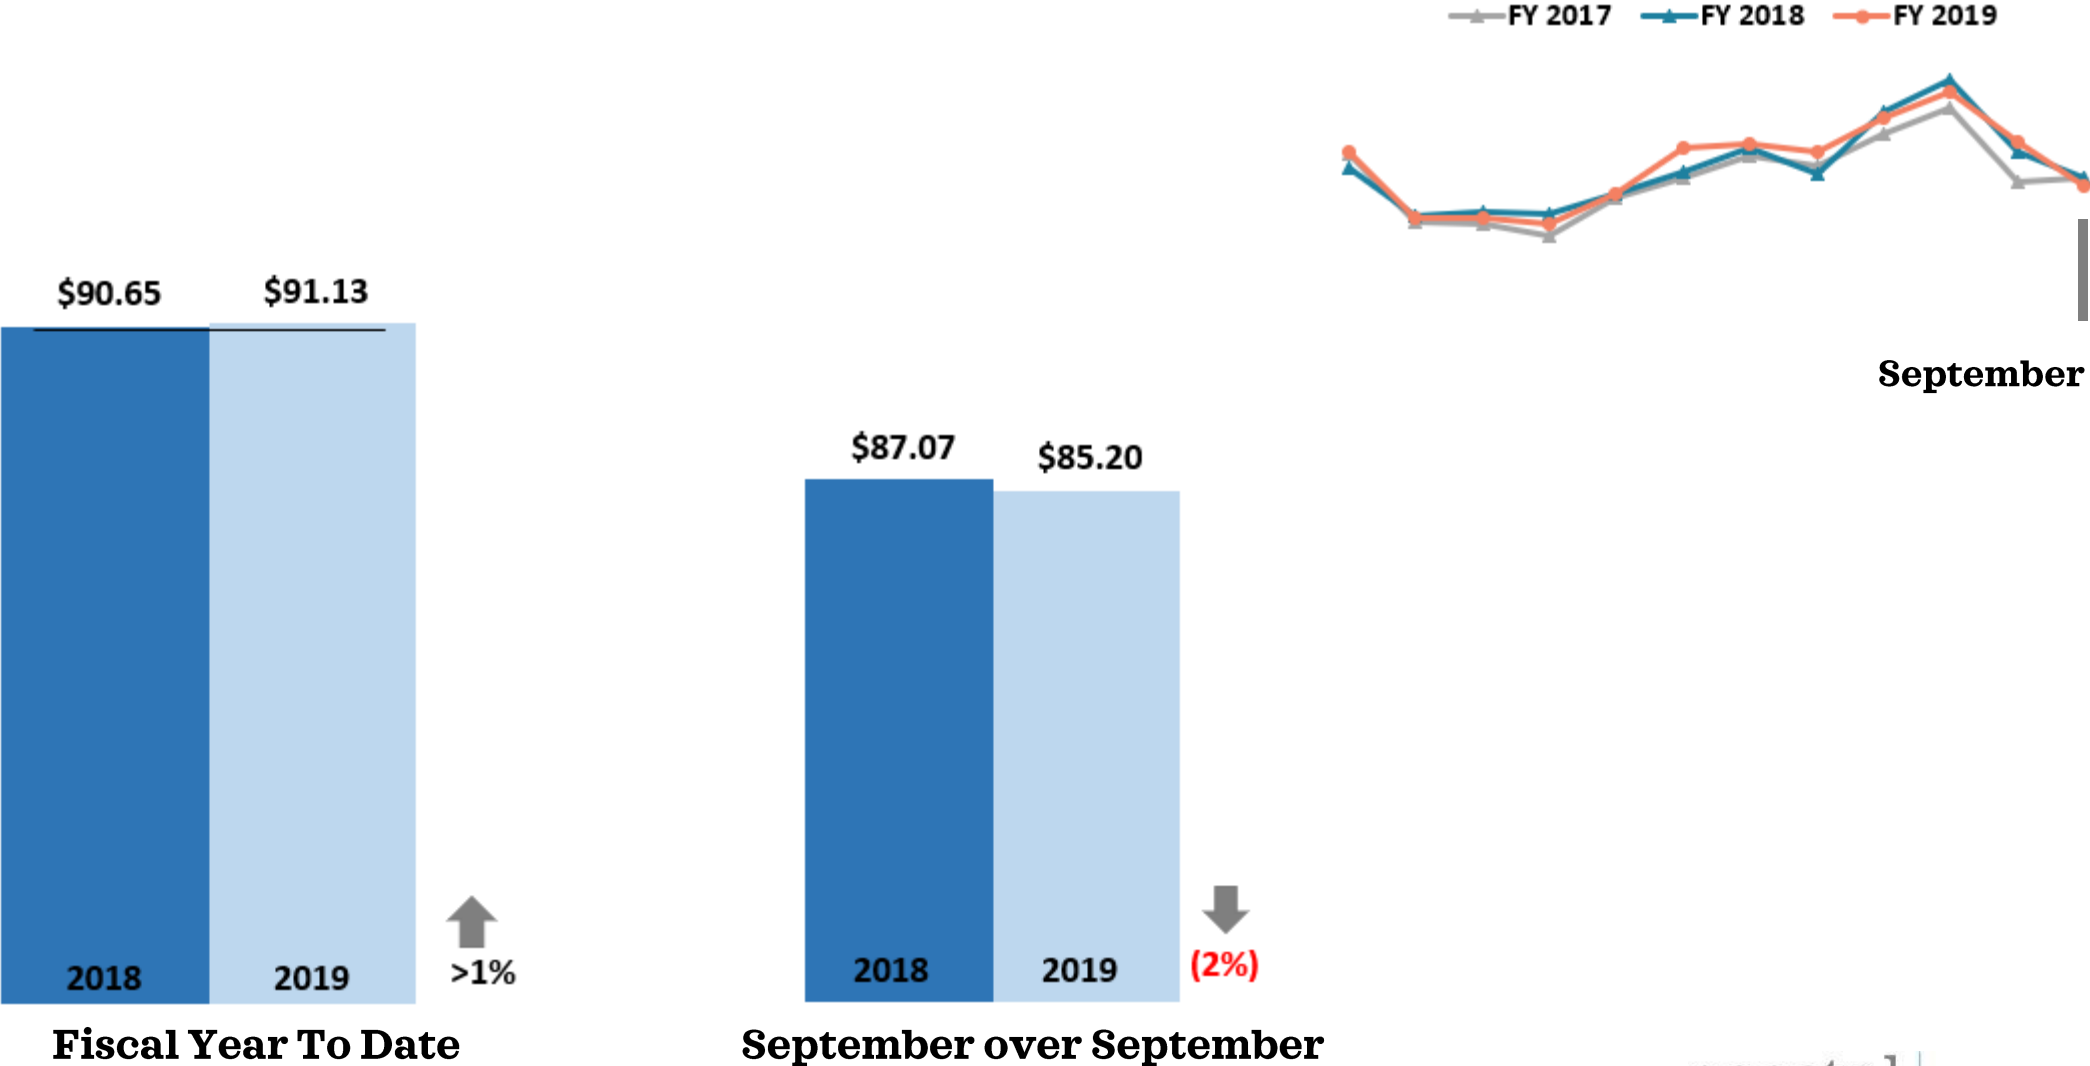 FY 2017 FY 2018 FY 2019
$90.65 $91.13
September
$87.07 $85.20
2018 2019 >1%
2018 2019 (2%)
Fiscal Year To Date
September over September